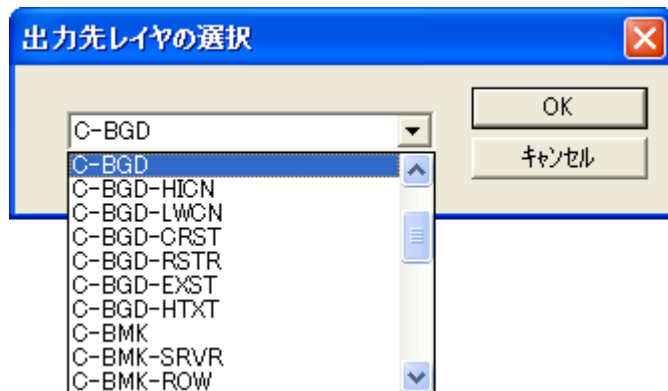 出力先レイヤの選択
OK
C-BGD
キャンセル
C-BGD
C-BGD-HICN
C-BGD-LWCN
C-BGD-CRST
C-BGD-RSTR
C-BGD-EXST
C-BGD-HTXT
C-BMK
C-BMK-SRVR
C-BMK-ROW